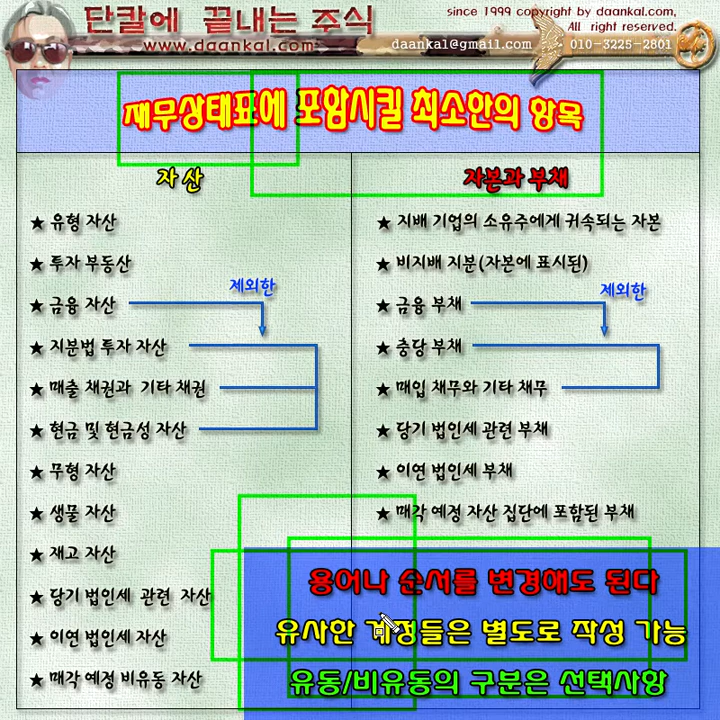 단칼에 끝내는 주식
since 1999 copyright by daankal.com,
All right reserved.
www.daankal.com
daankal@gmail.com
010-3225-2801
재무상태표에 포함시킬 최소한의 항목
자 산
★ 유형 자산
★ 투자 부동산
★ 금융 자산
제외한
★ 지분법 투자 자산
★ 매출 채권과 기타 채권
★ 현금 및 현금성 자산
★ 무형 자산
★ 생물 자산
★ 재고 자산
★ 당기 법인세 관련 자산
★ 이연 법인세 자산
★ 매각 예정 비유동 자산
자본과 부채
★ 지배 기업의 소유주에게 귀속되는 자본
★ 비지배 지분(자본에 표시된)
★ 금융 부채
제외한
★ 충당 부채
★ 매입 채무와 기타 채무
★ 당기 법인세 관련 부채
★ 이연 법인세 부채
★ 매각 예정 자산 집단에 포함된 부채
용어나 순서를 변경해도 된다
유사한 계정들은 별도로 작성 가능
유동/비유동의 구분은 선택사항